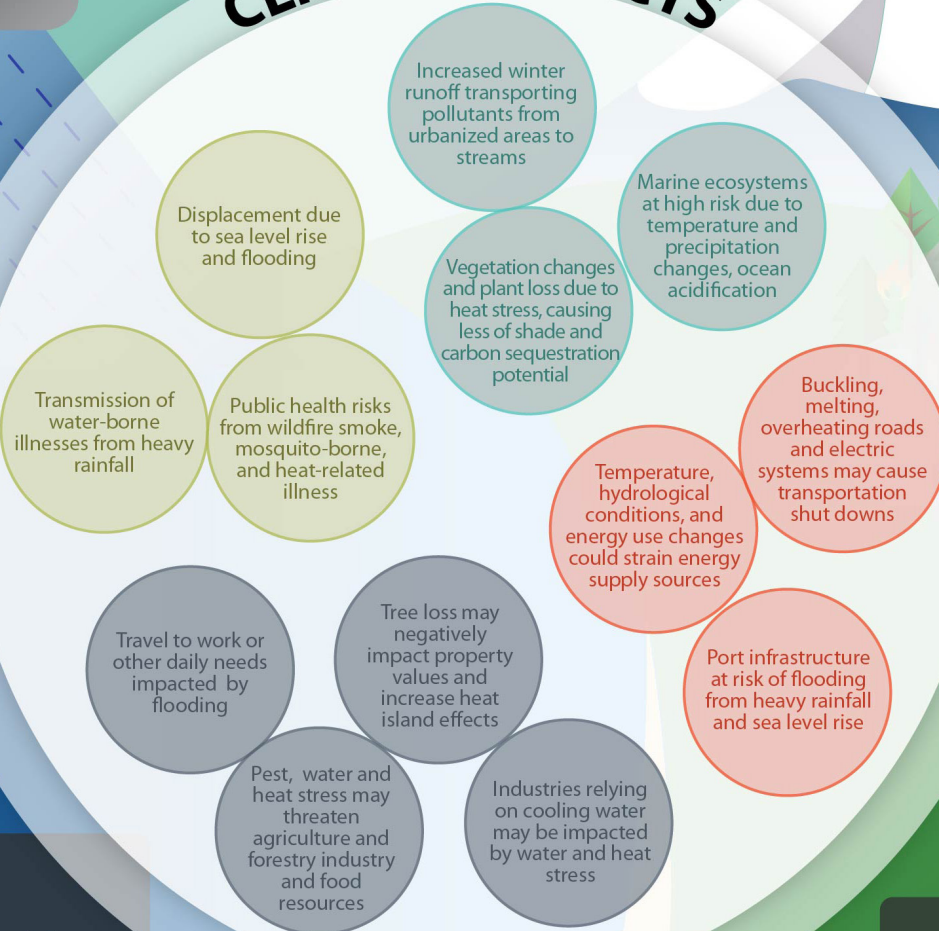 Increased winter
runoff transporting
pollutants from
urbanized areas to
streams
Marine ecosystems
at high risk due to
temperature and
precipitation
changes, ocean
acidification
Displacement due
to sea level rise
and flooding
Vegetation changes
and plant loss due to
heat stress, causing
less of shade and
carbon sequestration
potential
Transmission of
water-borne
illnesses from heavy
rainfall
Public health risks
from wildfire smoke,
mosquito-borne,
and heat-related
illness
Buckling,
melting,
overheating roads
and electric
systems may cause
transportation
shut downs
Temperature,
hydrological
conditions, and
energy use changes
could strain energy
supply sources
Port infrastructure
at risk of flooding
from heavy rainfall
and sea level rise
Travel to work or
other daily needs
impacted by
flooding
Tree loss may
negatively
impact property
values and
increase heat
island effects
Pest, water and
heat stress may
threaten
agriculture and
forestry industry
and food
resources
Industries relying
on cooling water
may be impacted
by water and heat
stress